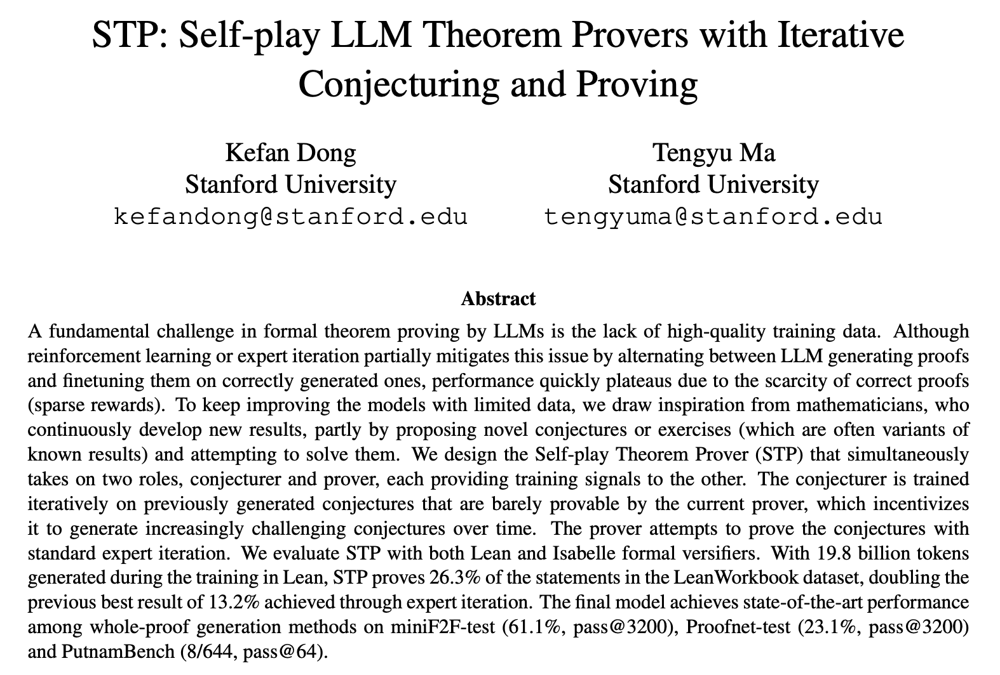 STP: Self-play LLM Theorem Provers with Iterative
Conjecturing and Proving
Kefan Dong
Stanford University
kefandong@stanford.edu
Tengyu Ma
Stanford University
tengyuma@stanford.edu
Abstract
A fundamental challenge in formal theorem proving by LLMs is the lack of high-quality training data. Although
reinforcement learning or expert iteration partially mitigates this issue by alternating between LLM generating proofs
and finetuning them on correctly generated ones, performance quickly plateaus due to the scarcity of correct proofs
(sparse rewards). To keep improving the models with limited data, we draw inspiration from mathematicians, who
continuously develop new results, partly by proposing novel conjectures or exercises (which are often variants of
known results) and attempting to solve them. We design the Self-play Theorem Prover (STP) that simultaneously
takes on two roles, conjecturer and prover, each providing training signals to the other. The conjecturer is trained
iteratively on previously generated conjectures that are barely provable by the current prover, which incentivizes
it to generate increasingly challenging conjectures over time. The prover attempts to prove the conjectures with
standard expert iteration. We evaluate STP with both Lean and Isabelle formal versifiers. With 19.8 billion tokens
generated during the training in Lean, STP proves 26.3% of the statements in the LeanWorkbook dataset, doubling the
previous best result of 13.2% achieved through expert iteration. The final model achieves state-of-the-art performance
among whole-proof generation methods on miniF2F-test (61.1%, pass@3200), Proofnet-test (23.1%, pass@3200)
and PutnamBench (8/644, pass@64).